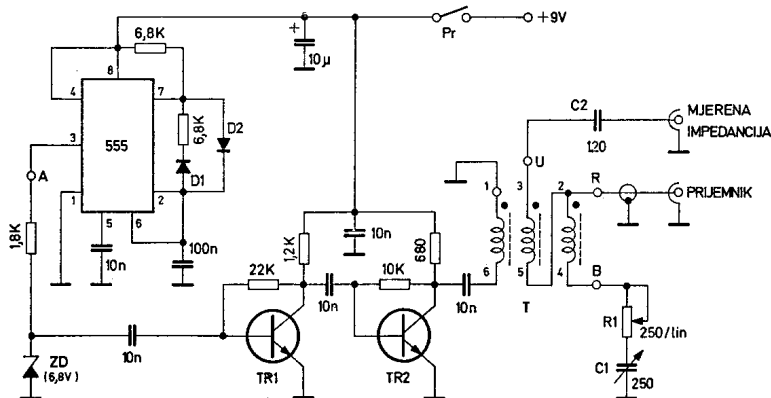 6,8K
+
10µ
Pr
+9V
8
4
7
3
555
6,8K
D2
D1
A
1
2
5
6
1,8K
10n
100n
C2
120
MJERENA
IMPEDANCIJA
U
1
3
2
R
PRIJEMNIK
6
5
4
B
T
R1
250/lin
C1
250
1,2K
10n
680
22K
10n
10K
10n
ZD
(6,8V)
10n
TR1
TR2